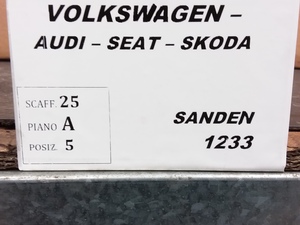 VOLKSWAGEN –
AUDI – SEAT – SKODA
SCAFF. 25
PIANO A
POSIZ. 5
SANDEN
1233